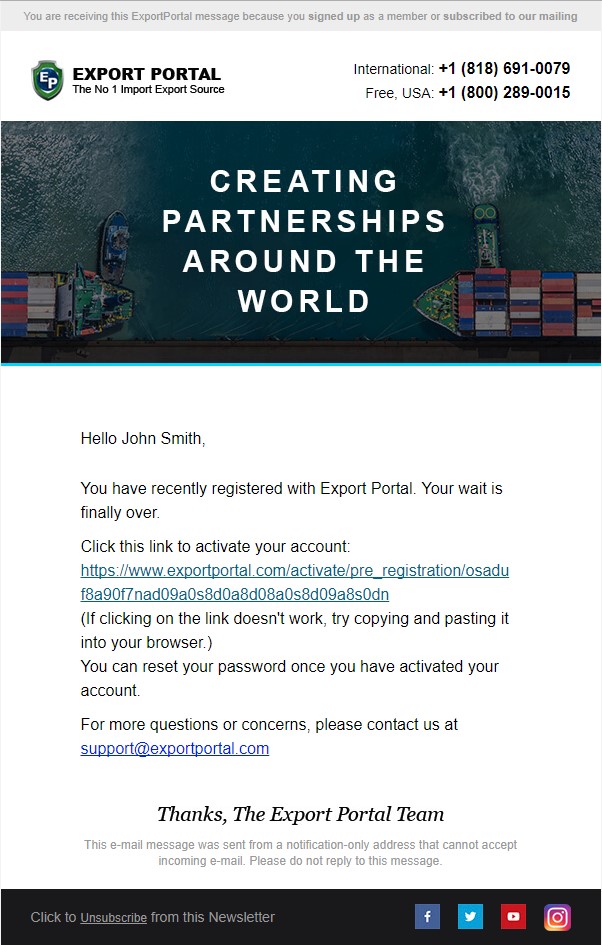 You are receiving this ExportPortal message because you signed up as a member or subscribed to our mailing
EP
EXPORT PORTAL
The No 1 Import Export Source
International: +1 (818) 691-0079
Free, USA: +1 (800) 289-0015
CREATING
PARTNERSHIPS
AROUND THE
WORLD
Hello John Smith,
You have recently registered with Export Portal. Your wait is
finally over.
Click this link to activate your account:
https://www.exportportal.com/activate/pre_registration/osadu
f8a90f7nad09a0s8d0a8d08a0s8d09a8s0dn
(If clicking on the link doesn't work, try copying and pasting it
into your browser.)
You can reset your password once you have activated your
account.
For more questions or concerns, please contact us at
support@exportportal.com
Thanks, The Export Portal Team
This e-mail message was sent from a notification-only address that cannot accept
incoming e-mail. Please do not reply to this message.
Click to Unsubscribe from this Newsletter